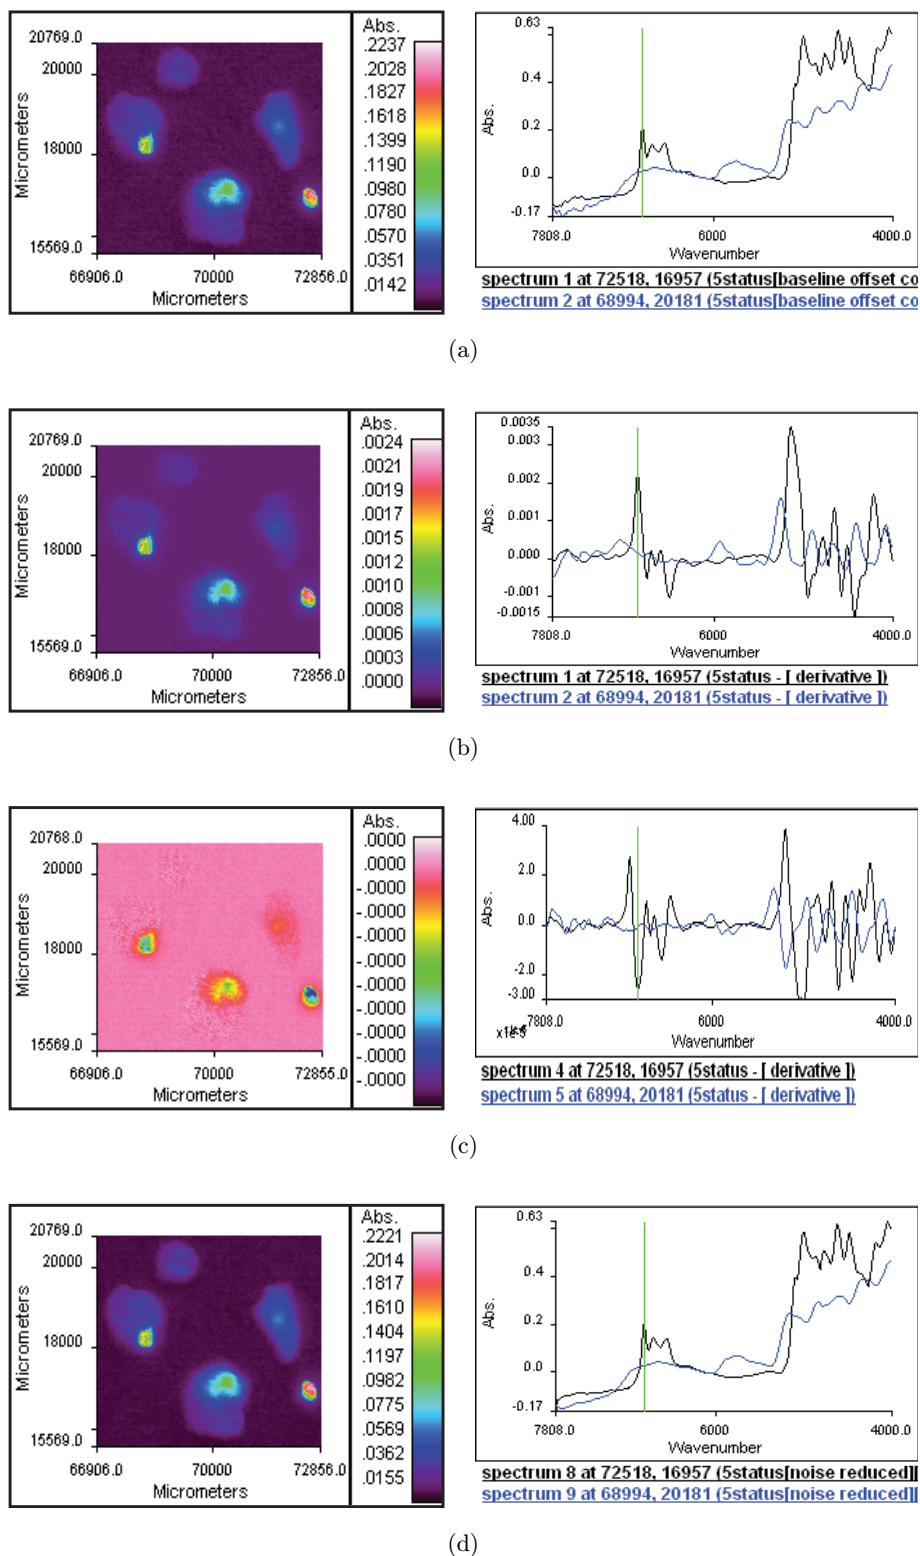 Abs.
20769.0
20000
18000
15569.0
Micrometers
66906.0 70000 72856.0
Micrometers
.2237
.2028
.1827
.1618
.1399
.1190
.0980
.0780
.0570
.0351
.0142
0.63
0.4
0.2
0.0
-0.17
Abs.
7808.0 6000 4000.0
Wavenumber
spectrum 1 at 72518, 16957 (5status[baseline offset co
spectrum 2 at 68994, 20181 (5status[baseline offset co
(a)
Abs.
20769.0
20000
18000
15569.0
Micrometers
66906.0 70000 72856.0
Micrometers
.0024
.0021
.0019
.0017
.0015
.0012
.0010
.0008
.0006
.0003
.0000
0.0035
0.003
0.002
0.001
0.000
-0.001
-0.0015
Abs.
7808.0 6000 4000.0
Wavenumber
spectrum 1 at 72518, 16957 (5status - [ derivative ])
spectrum 2 at 68994, 20181 (5status - [ derivative ])
(b)
Abs.
20768.0
20000
18000
15569.0
Micrometers
66906.0 70000 72855.0
Micrometers
.0000
.0000
-.0000
-.0000
-.0000
-.0000
-.0000
-.0000
-.0000
-.0000
-.0000
4.00
2.0
0.0
-2.0
-3.00
Abs.
7808.0 6000 4000.0
Wavenumber
spectrum 4 at 72518, 16957 (5status - [ derivative ])
spectrum 5 at 68994, 20181 (5status - [ derivative ])
(c)
Abs.
20769.0
20000
18000
15569.0
Micrometers
66906.0 70000 72856.0
Micrometers
.2221
.2014
.1817
.1610
.1404
.1197
.0982
.0775
.0569
.0362
.0155
0.63
0.4
0.2
0.0
-0.17
Abs.
7808.0 6000 4000.0
Wavenumber
spectrum 8 at 72518, 16957 (5status[noise reduced][
spectrum 9 at 68994, 20181 (5status[noise reduced][
(d)